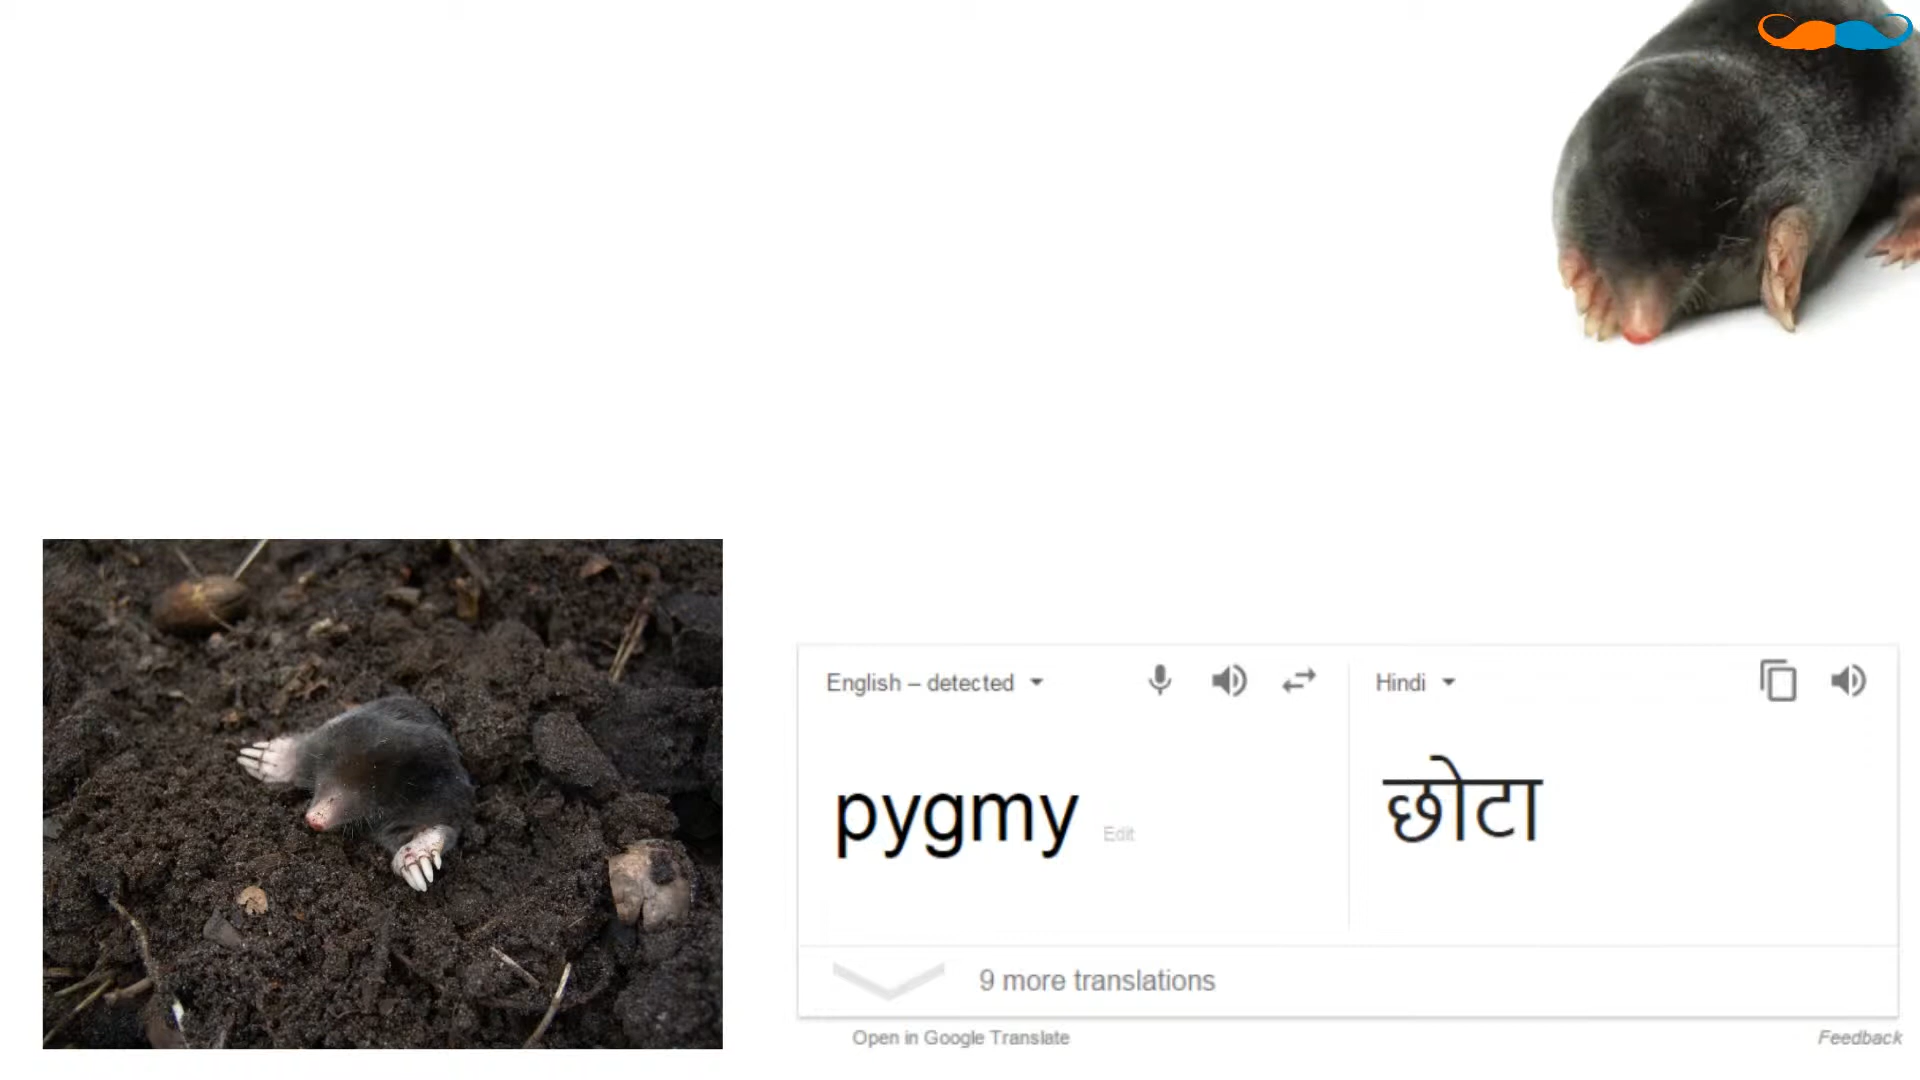 English – detected
Hindi
pygmy Edit
छोटा
9 more translations
Open in Google Translate
Feedback